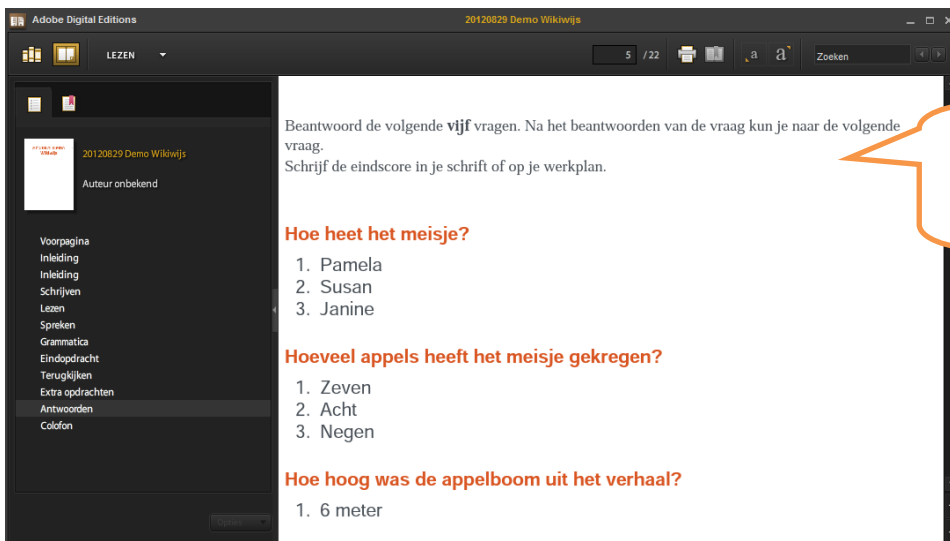 Adobe Digital Editions
20120829 Demo Wikiwijs
LEZEN
5 /22
a a
Zoeken
20120829 Demo Wikiwijs
Auteur onbekend
Voorpagina
Inleiding
Inleiding
Schrijven
Lezen
Spreken
Grammatica
Eindopdracht
Terugkijken
Extra opdrachten
Antwoorden
Colofon
Opties
Beantwoord de volgende vijf vragen. Na het beantwoorden van de vraag kun je naar de volgende
vraag.
Schrijf de eindscore in je schrift of op je werkplan.
Hoe heet het meisje?
1. Pamela
2. Susan
3. Janine
Hoeveel appels heeft het meisje gekregen?
1. Zeven
2. Acht
3. Negen
Hoe hoog was de appelboom uit het verhaal?
1. 6 meter